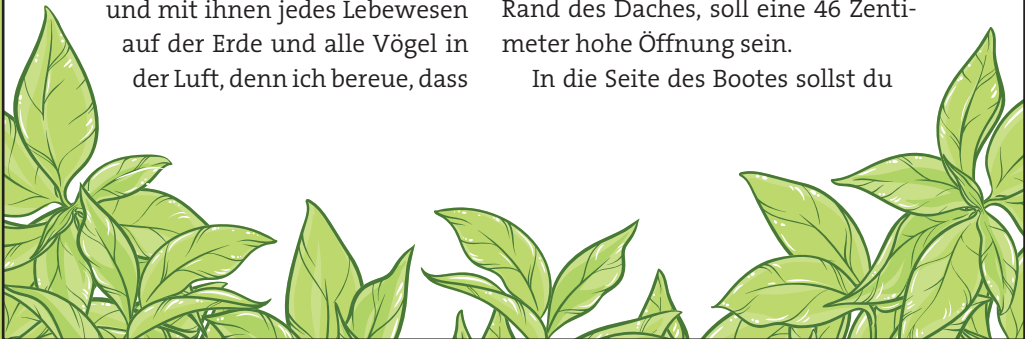 und mit ihnen jedes Lebewesen
auf der Erde und alle Vögel in
der Luft, denn ich bereue, dass
Rand des Daches, soll eine 46 Zenti-
meter hohe Öffnung sein.
In die Seite des Bootes sollst du